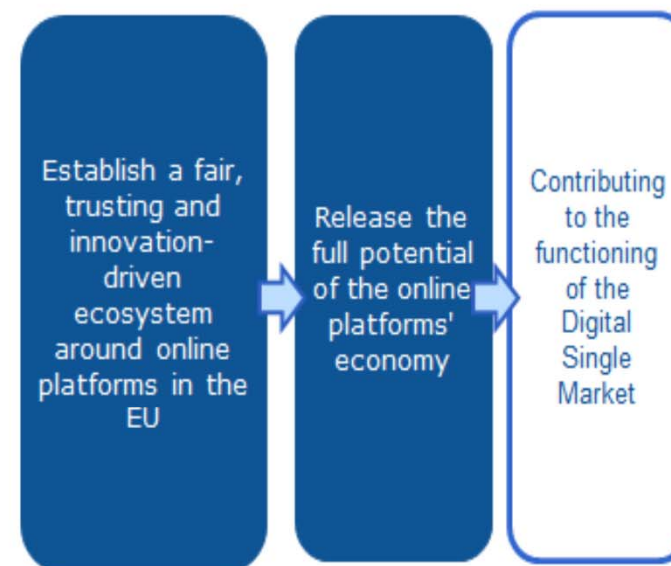 Establish a fair,
trusting and
innovation-
driven
ecosystem
around online
platforms in the
EU
Release the
full potential
of the online
platforms'
economy
Contributing
to the
functioning
of the
Digital
Single
Market